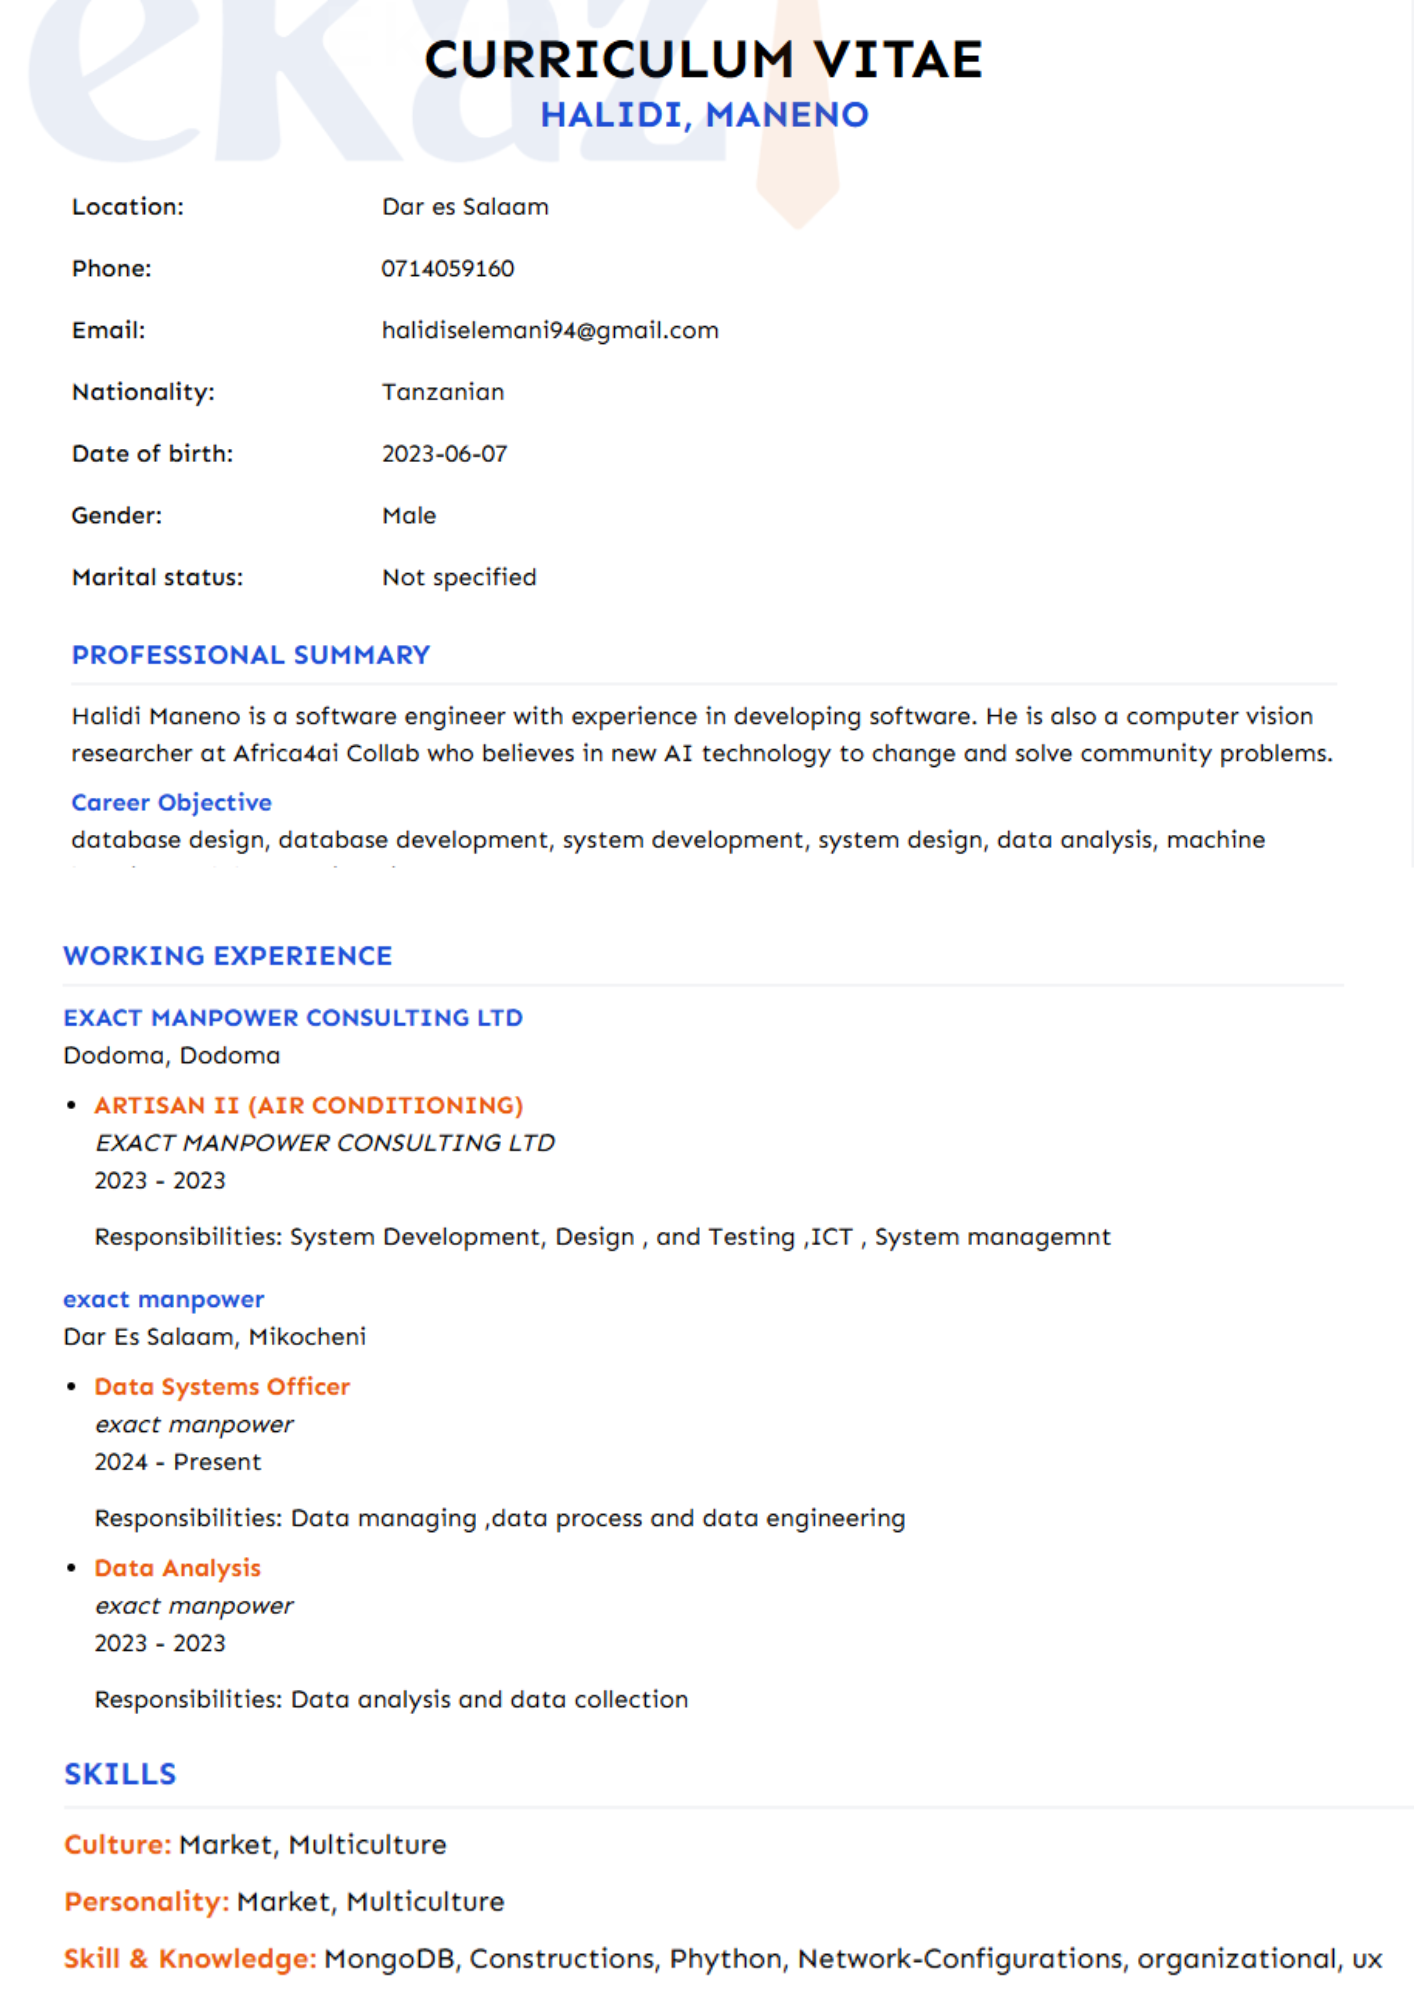 ekaz
CURRICULUM VITAE
HALIDI, MANENO
Location: Dar es Salaam
Phone: 0714059160
Email: halidiselemani94@gmail.com
Nationality: Tanzanian
Date of birth: 2023-06-07
Gender: Male
Marital status: Not specified
PROFESSIONAL SUMMARY
Halidi Maneno is a software engineer with experience in developing software. He is also a computer vision
researcher at Africa4ai Collab who believes in new AI technology to change and solve community problems.
Career Objective
database design, database development, system development, system design, data analysis, machine
WORKING EXPERIENCE
EXACT MANPOWER CONSULTING LTD
Dodoma, Dodoma
• ARTISAN II (AIR CONDITIONING)
EXACT MANPOWER CONSULTING LTD
2023 - 2023
Responsibilities: System Development, Design , and Testing ,ICT , System managemnt
exact manpower
Dar Es Salaam, Mikocheni
• Data Systems Officer
exact manpower
2024 - Present
Responsibilities: Data managing ,data process and data engineering
• Data Analysis
exact manpower
2023 - 2023
Responsibilities: Data analysis and data collection
SKILLS
Culture: Market, Multiculture
Personality: Market, Multiculture
Skill & Knowledge: MongoDB, Constructions, Phython, Network-Configurations, organizational, ux